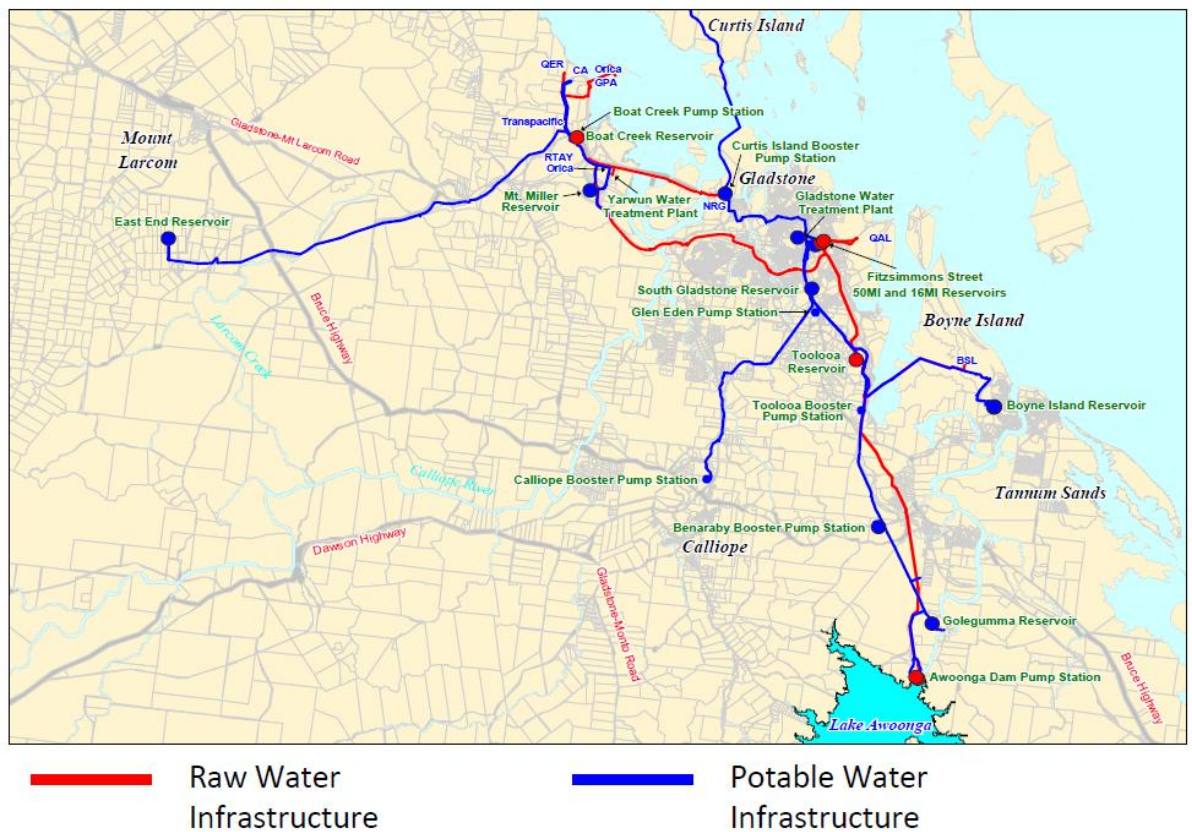 Curtis Island
QER
CA
Orica
GPA
Transpacific
Boat Creek Pump Station
Boat Creek Reservoir
Mount
Larcom
Gladstone-Mt Larcom Road
RTAY
Orica
Curtis Island Booster
Pump Station
Gladstone
Mt. Miller
Reservoir
Yarwun Water
Treatment Plant
NRG
Gladstone Water
Treatment Plant
East End Reservoir
QAL
Fitzsimmons Street
50Ml and 16Ml Reservoirs
South Gladstone Reservoir
Glen Eden Pump Station
Boyne Island
Larcom Creek
Bruce Highway
Toolooa
Reservoir
BSL
Boyne Island Reservoir
Toolooa Booster
Pump Station
Calliope Booster Pump Station
Calliope River
Tannum Sands
Benaraby Booster Pump Station
Dawson Highway
Calliope
Gladstone-Monto Road
Golegumma Reservoir
Awoonga Dam Pump Station
Bruce Highway
Lake Awoonga
Raw Water
Infrastructure
Potable Water
Infrastructure